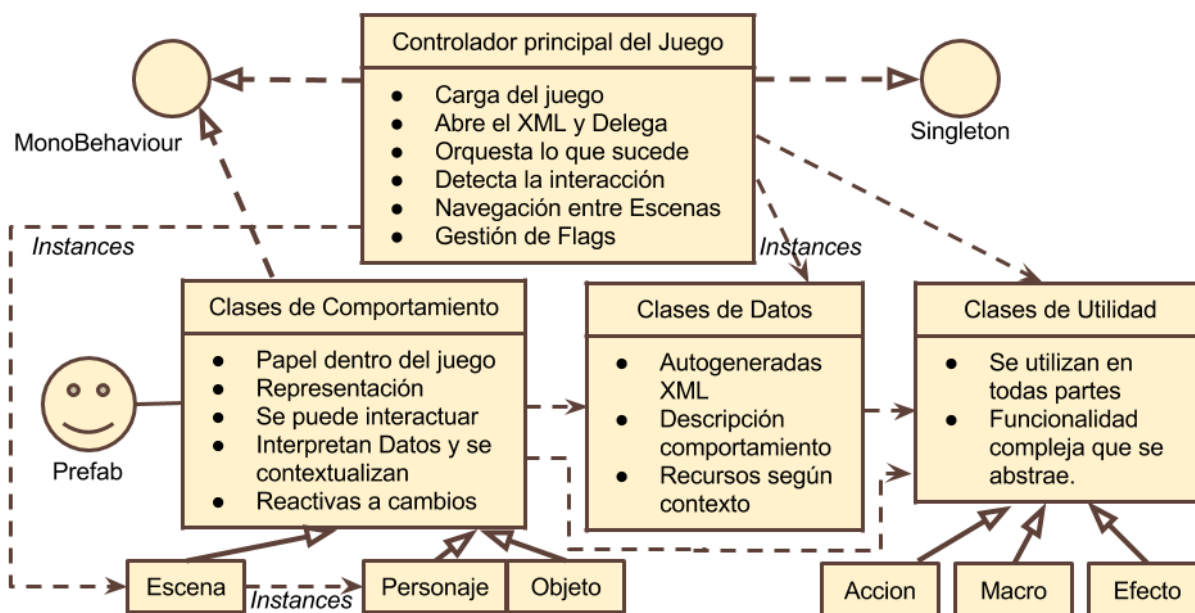 Controlador principal del Juego
● Carga del juego
● Abre el XML y Delega
● Orquesta lo que sucede
● Detecta la interacción
● Navegación entre Escenas
● Gestión de Flags
MonoBehaviour
Singleton
Instances
Instances
Clases de Comportamiento
● Papel dentro del juego
● Representación
● Se puede interactuar
● Interpretan Datos y se
contextualizan
● Reactivas a cambios
Prefab
Clases de Datos
● Autogeneradas
XML
● Descripción
comportamiento
● Recursos según
contexto
Clases de Utilidad
● Se utilizan en
todas partes
● Funcionalidad
compleja que se
abstrae.
Escena
Instances
Personaje
Objeto
Accion
Macro
Efecto